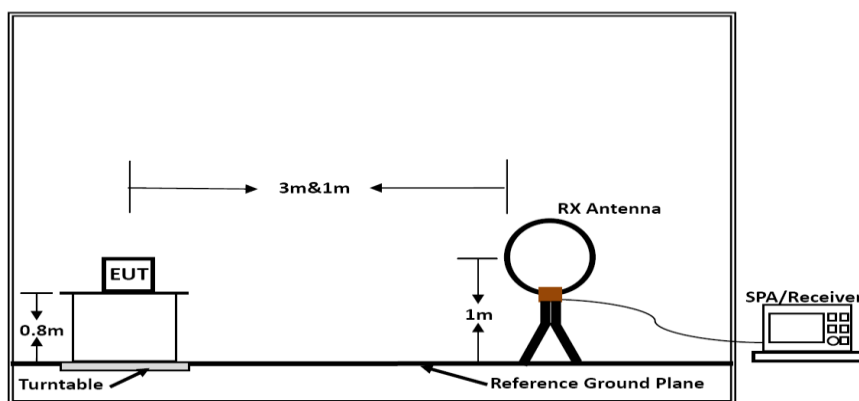 3m&1m
RX Antenna
EUT
SPA/Receiver
0.8m
1m
Turntable
Reference Ground Plane